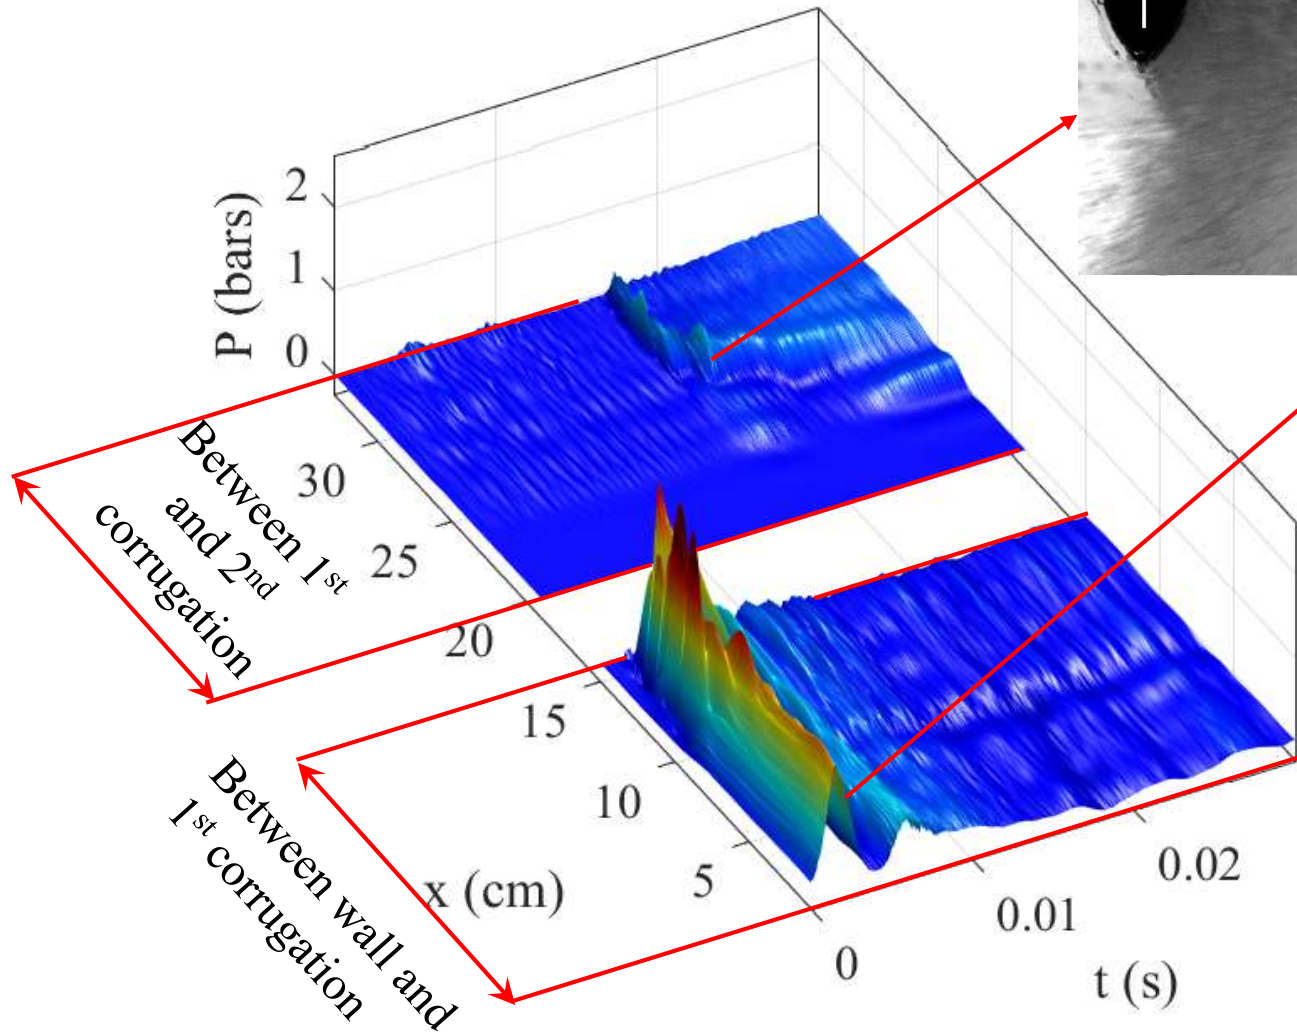 P (bars)
2
1
0
Between 1st
and 2nd
corrugation
30
25
20
15
10
5
x (cm)
Between wall and
1st corrugation
0
0.01
0.02
t (s)